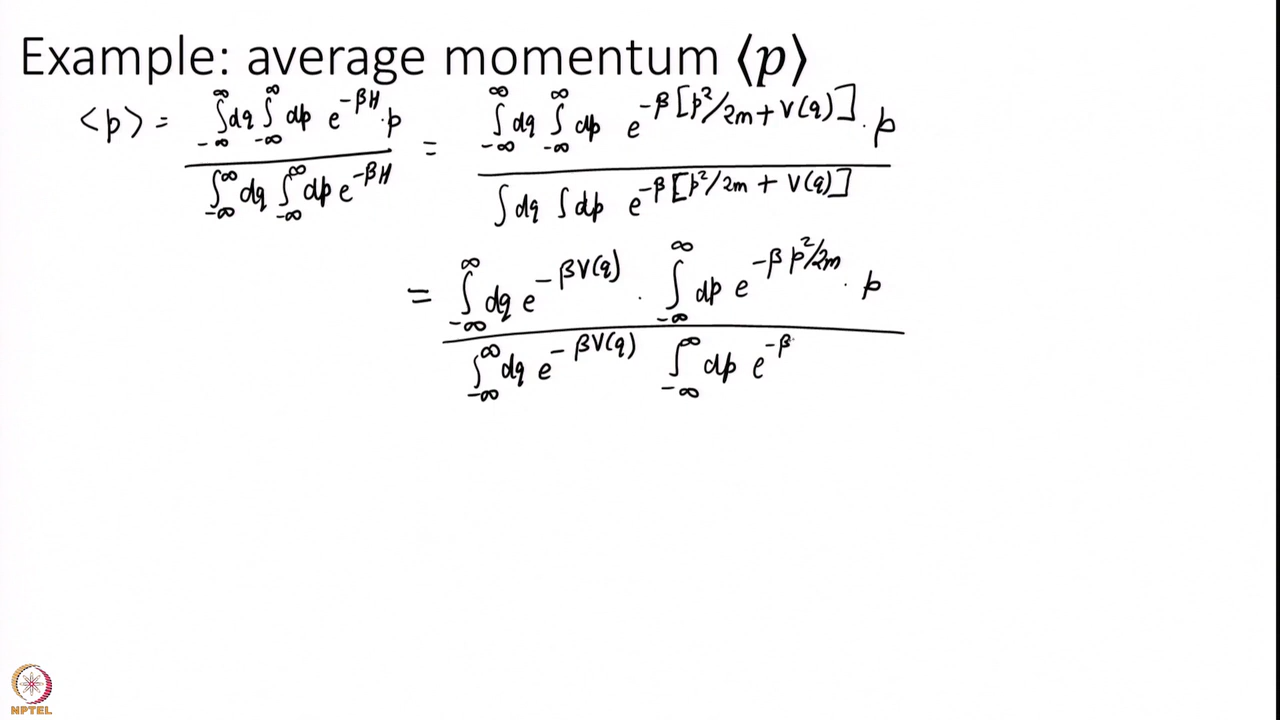 Example: average momentum ⟨p⟩
<p> = ∫_{-∞}^{∞} dq ∫_{-∞}^{∞} dp e^{-βH} · p / ∫_{-∞}^{∞} dq ∫_{-∞}^{∞} dp e^{-βH} = ∫_{-∞}^{∞} dq ∫_{-∞}^{∞} dp e^{-β[p²/2m + V(q)]} · p / ∫ dq ∫ dp e^{-β[p²/2m + V(q)]}
= ∫_{-∞}^{∞} dq e^{-βV(q)} · ∫_{-∞}^{∞} dp e^{-βp²/2m} · p / ∫_{-∞}^{∞} dq e^{-βV(q)} ∫_{-∞}^{∞} dp e^{-β
NPTEL